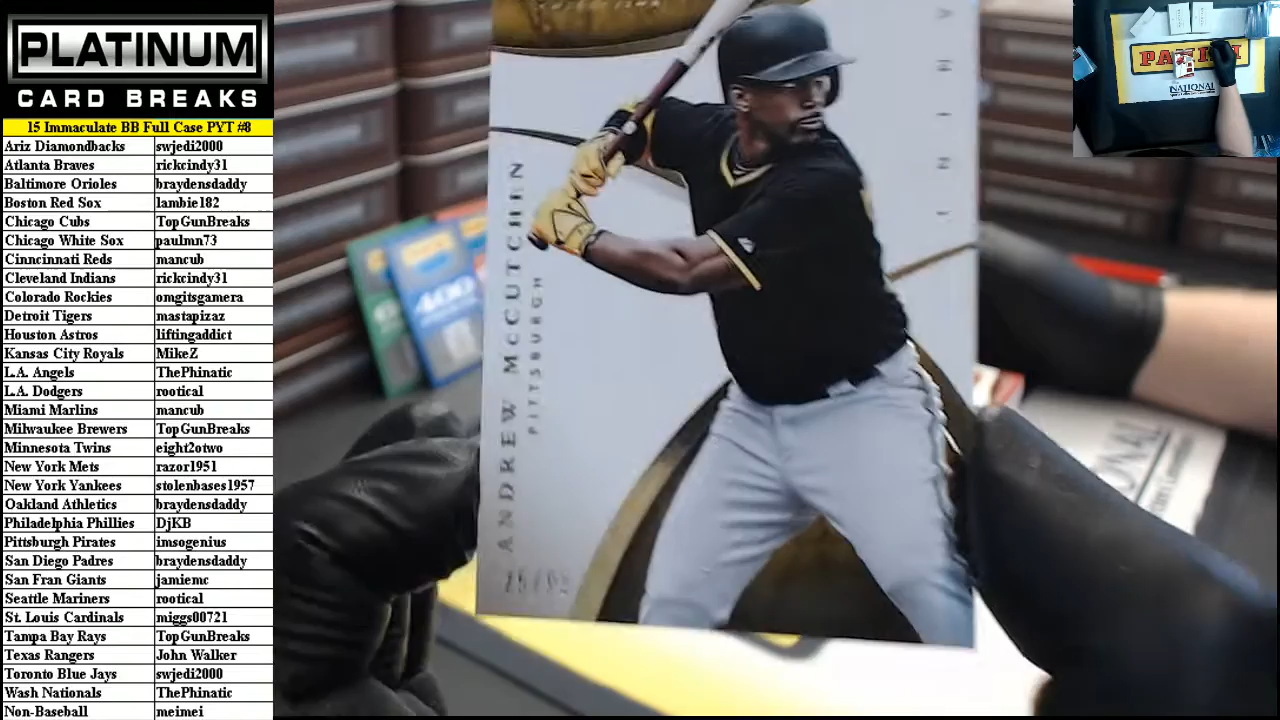 PLATINUM
CARD BREAKS
15 Immaculate BB Full Case PYT #8
Ariz Diamondbacks swjedi2000
Atlanta Braves rickcindy31
Baltimore Orioles braydensdaddy
Boston Red Sox lambie182
Chicago Cubs TopGunBreaks
Chicago White Sox paulmn73
Cinncinnati Reds mancub
Cleveland Indians rickcindy31
Colorado Rockies omgitsgamera
Detroit Tigers mastapizaz
Houston Astros liftingaddict
Kansas City Royals MikeZ
L.A. Angels ThePhinatic
L.A. Dodgers rootical
Miami Marlins mancub
Milwaukee Brewers TopGunBreaks
Minnesota Twins eight2otwo
New York Mets razor1951
New York Yankees stolenbases1957
Oakland Athletics braydensdaddy
Philadelphia Phillies DjKB
Pittsburgh Pirates imsogenius
San Diego Padres braydensdaddy
San Fran Giants jamiemc
Seattle Mariners rootical
St. Louis Cardinals miggs00721
Tampa Bay Rays TopGunBreaks
Texas Rangers John Walker
Toronto Blue Jays swjedi2000
Wash Nationals ThePhinatic
Non-Baseball meimei
ANDREW McCUTCHEN
PITTSBURGH
400
PANINI
NATIONAL